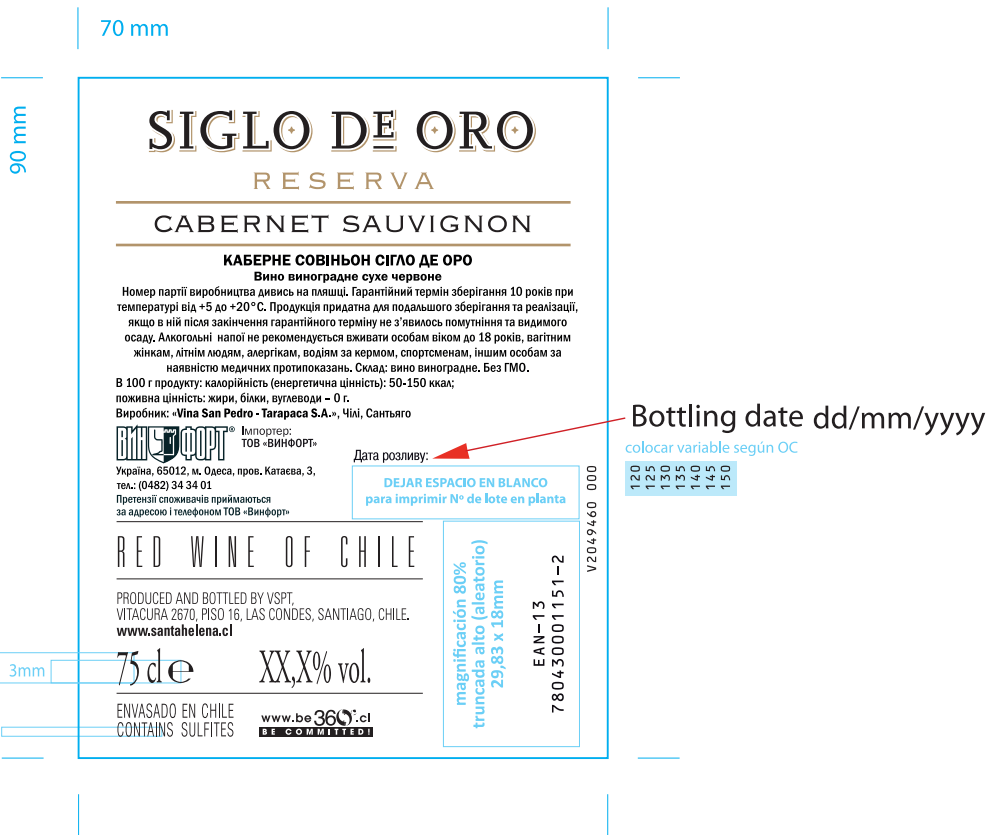 70 mm
90 mm
SIGLO DE ORO
RESERVA
CABERNET SAUVIGNON
КАБЕРНЕ СОВІНЬОН СІГЛО ДЕ ОРО
Вино виноградне сухе червоне
Номер партії виробництва дивись на пляшці. Гарантійний термін зберігання 10 років при
температурі від +5 до +20°С. Продукція придатна для подальшого зберігання та реалізації,
якщо в ній після закінчення гарантійного терміну не з’явилось помутніння та видимого
осаду. Алкогольні напої не рекомендується вживати особам віком до 18 років, вагітним
жінкам, літнім людям, алергікам, водіям за кермом, спортсменам, іншим особам за
наявністю медичних протипоказань. Склад: вино виноградне. Без ГМО.
В 100 г продукту: калорійність (енергетична цінність): 50-150 ккал;
поживна цінність: жири, білки, вуглеводи – 0 г.
Виробник: «Vina San Pedro - Tarapaca S.A.», Чілі, Сантьяго
ВИНФОРТ®
Імпортер:
ТОВ «ВИНФОРТ»
Україна, 65012, м. Одеса, пров. Катаєва, 3,
тел.: (0482) 34 34 01
Претензії споживачів приймаються
за адресою і телефоном ТОВ «Винфорт»
Дата розливу:
Bottling date dd/mm/yyyy
colocar variable según OC
120
125
130
135
140
145
150
DEJAR ESPACIO EN BLANCO
para imprimir Nº de lote en planta
V2049460 000
RED WINE OF CHILE
PRODUCED AND BOTTLED BY VSPT,
VITACURA 2670, PISO 16, LAS CONDES, SANTIAGO, CHILE.
www.santahelena.cl
3mm
75 cl e XX,X% vol.
ENVASADO EN CHILE
CONTAINS SULFITES
www.be360°.cl
BE COMMITTED!
magnificación 80%
truncada alto (aleatorio)
29,83 x 18mm
EAN-13
7804300001151-2